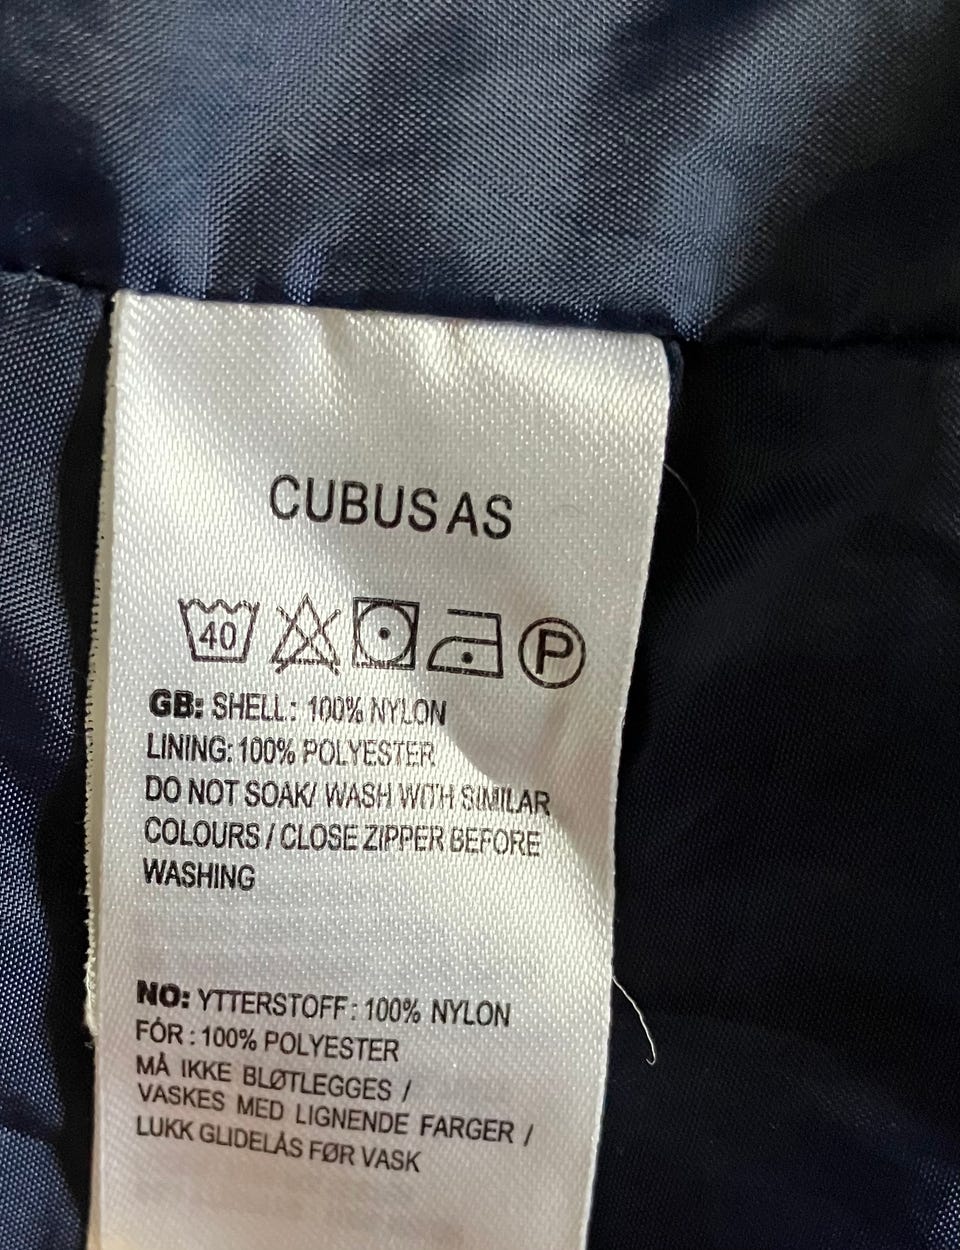 CUBUS AS
40 P
GB: SHELL: 100% NYLON
LINING: 100% POLYESTER
DO NOT SOAK/ WASH WITH SIMILAR
COLOURS / CLOSE ZIPPER BEFORE
WASHING
NO: YTTERSTOFF: 100% NYLON
FÓR : 100% POLYESTER
MÅ IKKE BLØTLEGGES /
VASKES MED LIGNENDE FARGER /
LUKK GLIDELÅS FØR VASK